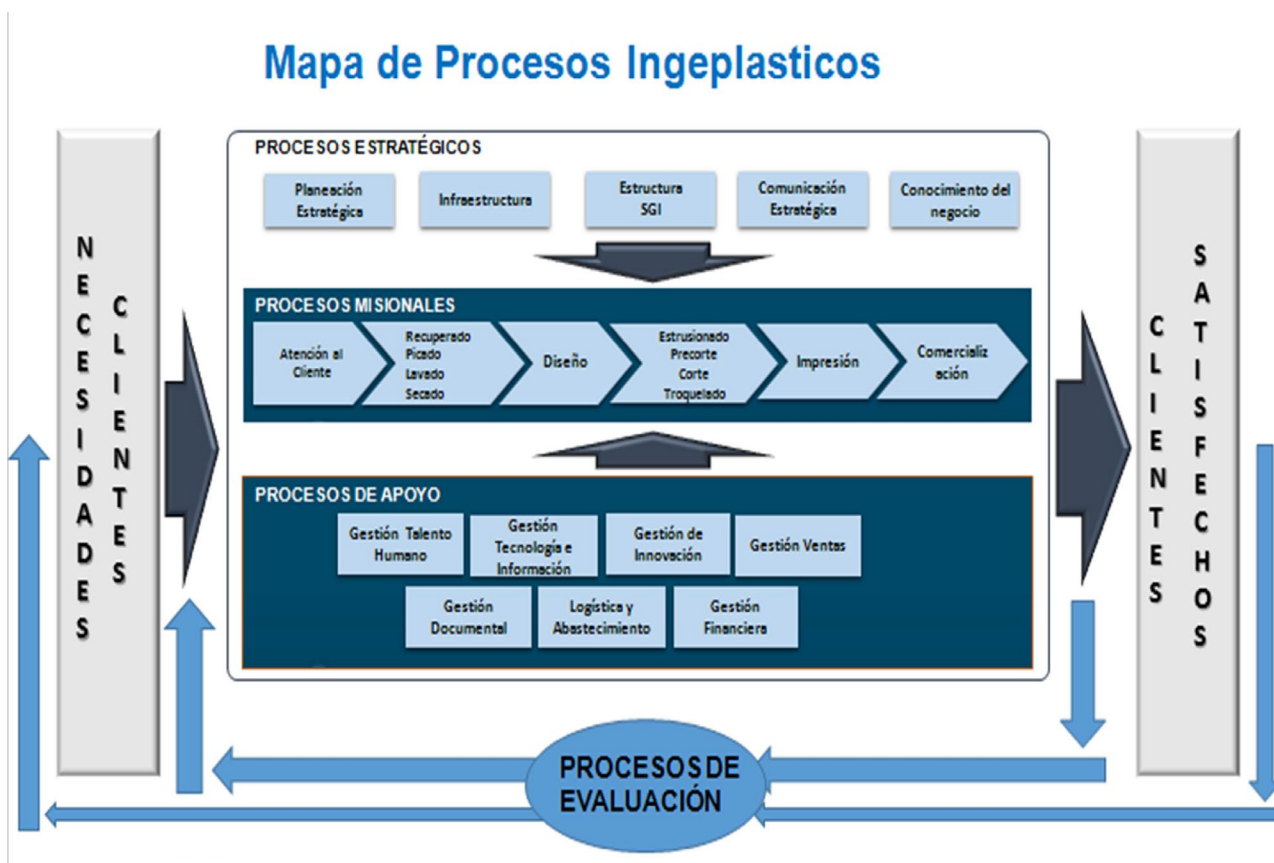 Mapa de Procesos Ingeplasticos
NECESIDADES
CLIENTES
PROCESOS ESTRATÉGICOS
Planeación
Estratégica
Infraestructura
Estructura
SGI
Comunicación
Estratégica
Conocimiento del
negocio
PROCESOS MISIONALES
Atención al
Cliente
Recuperado
Picado
Lavado
Secado
Diseño
Estrusionado
Precorte
Corte
Troquelado
Impresión
Comercializ
ación
PROCESOS DE APOYO
Gestión Talento
Humano
Gestión
Tecnología e
Información
Gestión de
Innovación
Gestión Ventas
Gestión
Documental
Logística y
Abastecimiento
Gestión
Financiera
CLIENTES
SATISFECHOS
PROCESOS DE
EVALUACIÓN